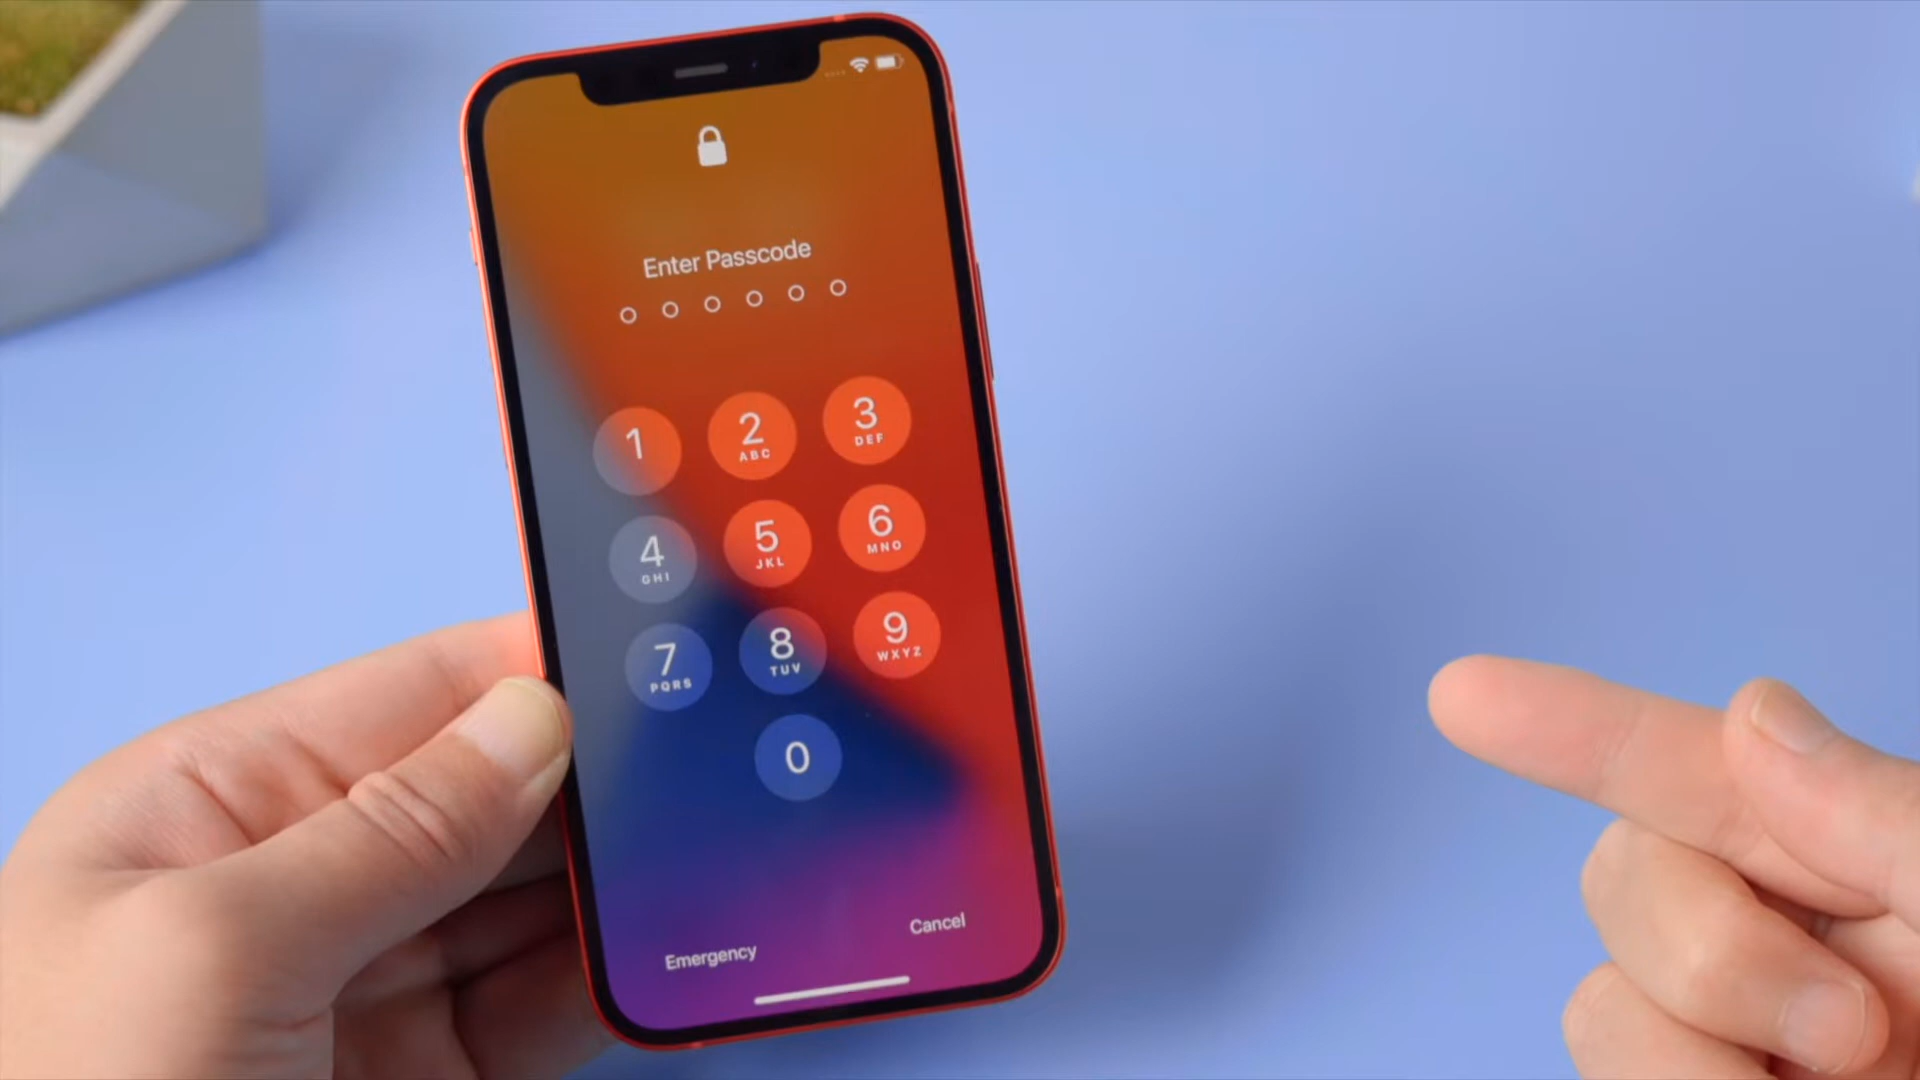 Enter Passcode
1
2
ABC
3
DEF
4
GHI
5
JKL
6
MNO
7
PQRS
8
TUV
9
WXYZ
0
Emergency
Cancel